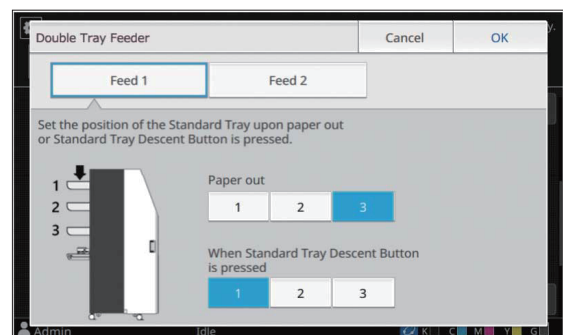 y.
Double Tray Feeder
Cancel
OK
Feed 1
Feed 2
Set the position of the Standard Tray upon paper out
or Standard Tray Descent Button is pressed.
1
2
3
Paper out
1 2 3
When Standard Tray Descent Button
is pressed
1 2 3
Admin
Idle
K C M Y G